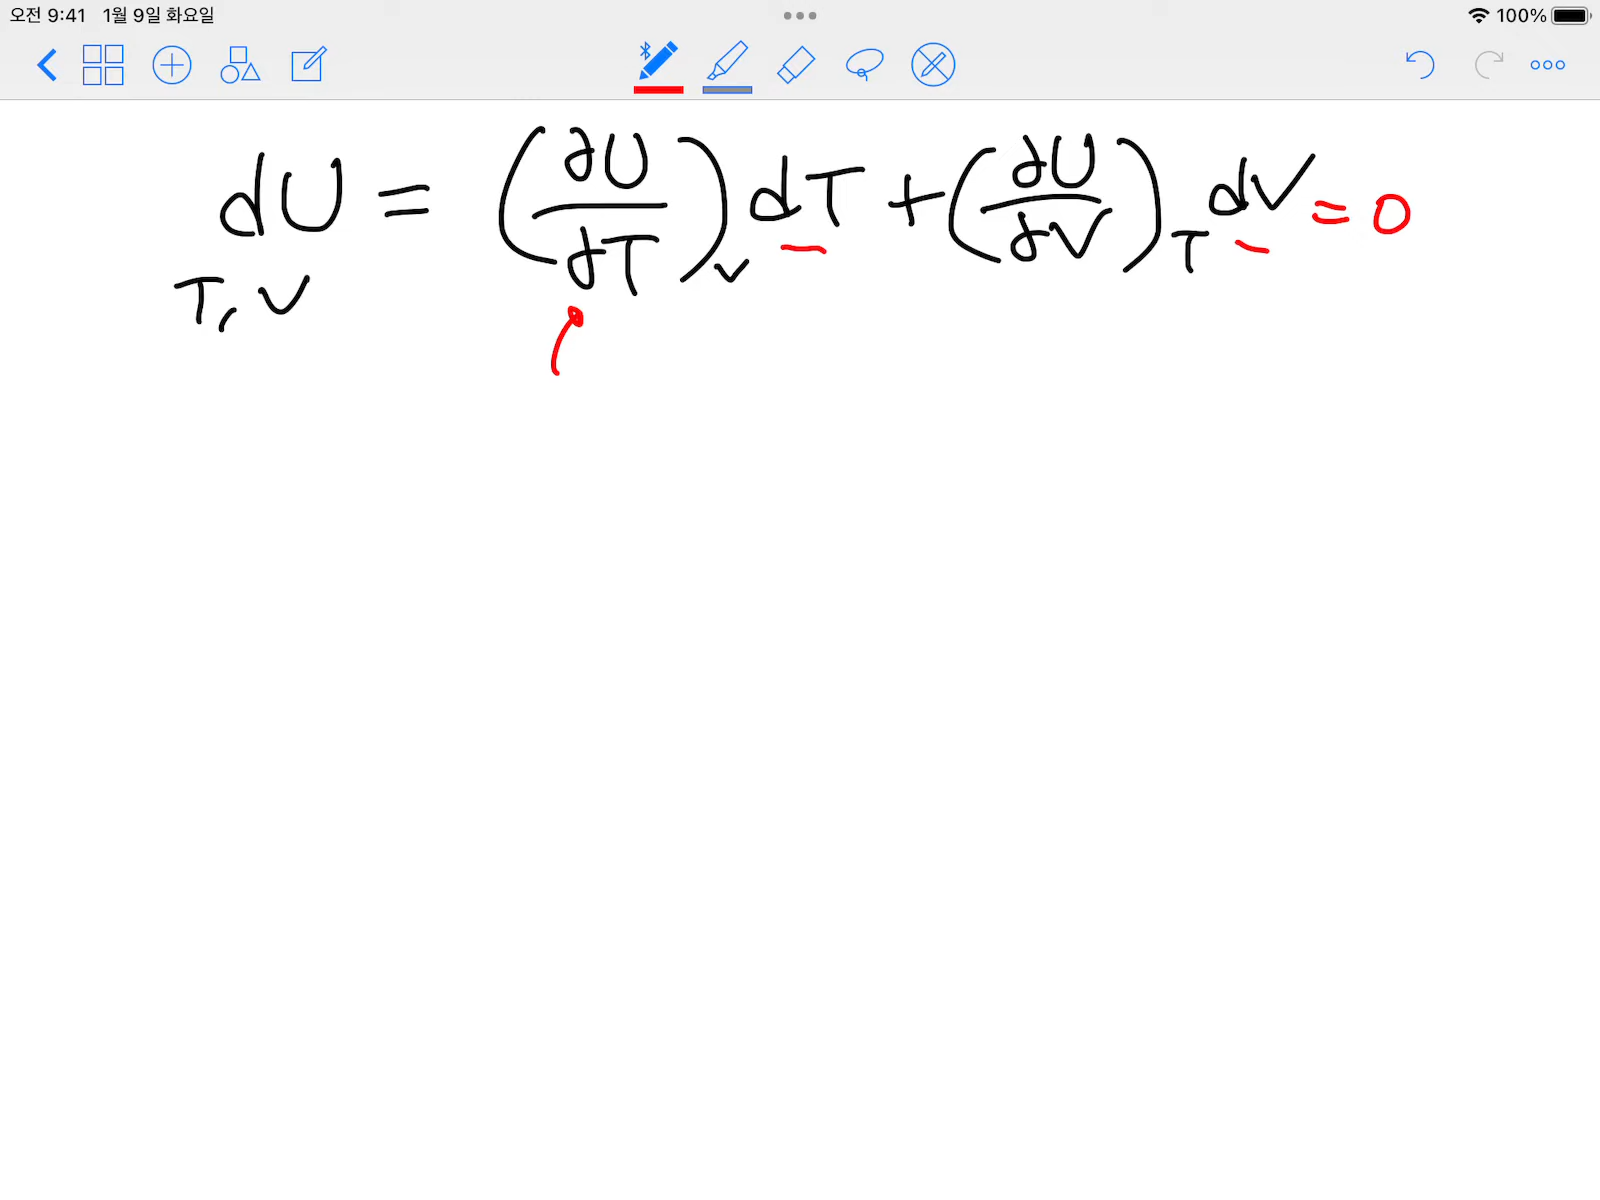 오전 9:41 1월 9일 화요일 100%
dU = (∂U/∂T)_V dT + (∂U/∂V)_T dV = 0
T, V